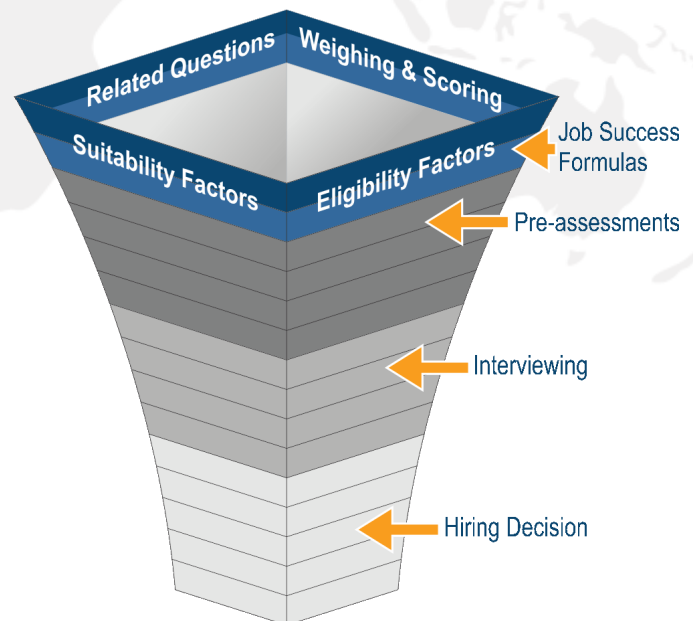 Related Questions
Weighing & Scoring
Suitability Factors
Eligibility Factors
Job Success
Formulas
Pre-assessments
Interviewing
Hiring Decision